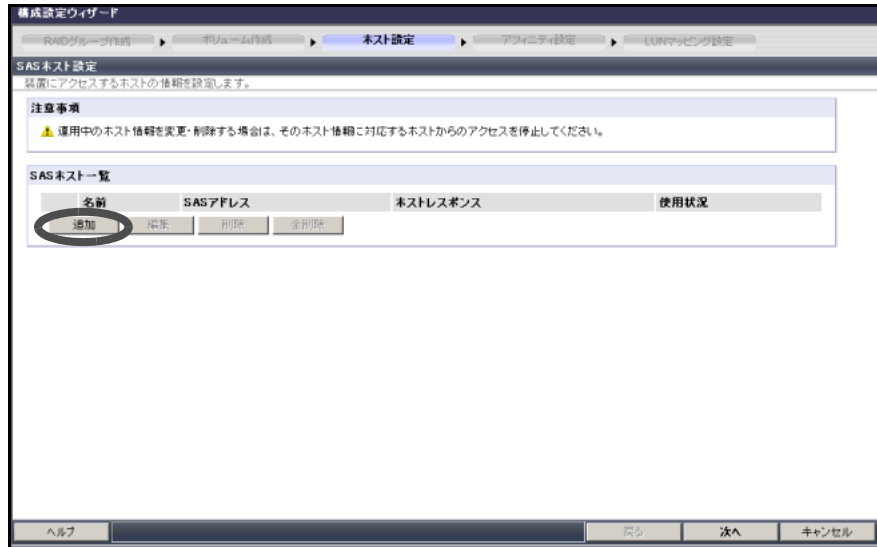 構成設定ウィザード
RAIDグループ作成 ボリューム作成 ホスト設定 アフィニティ設定 LUNマッピング設定
SASホスト設定
装置にアクセスするホストの情報を設定します。
注意事項
運用中のホスト情報を変更・削除する場合は、そのホスト情報に対応するホストからのアクセスを停止してください。
SASホスト一覧
名前 SASアドレス ホストレスポンス 使用状況
追加 編集 削除 全削除
ヘルプ 戻る 次へ キャンセル